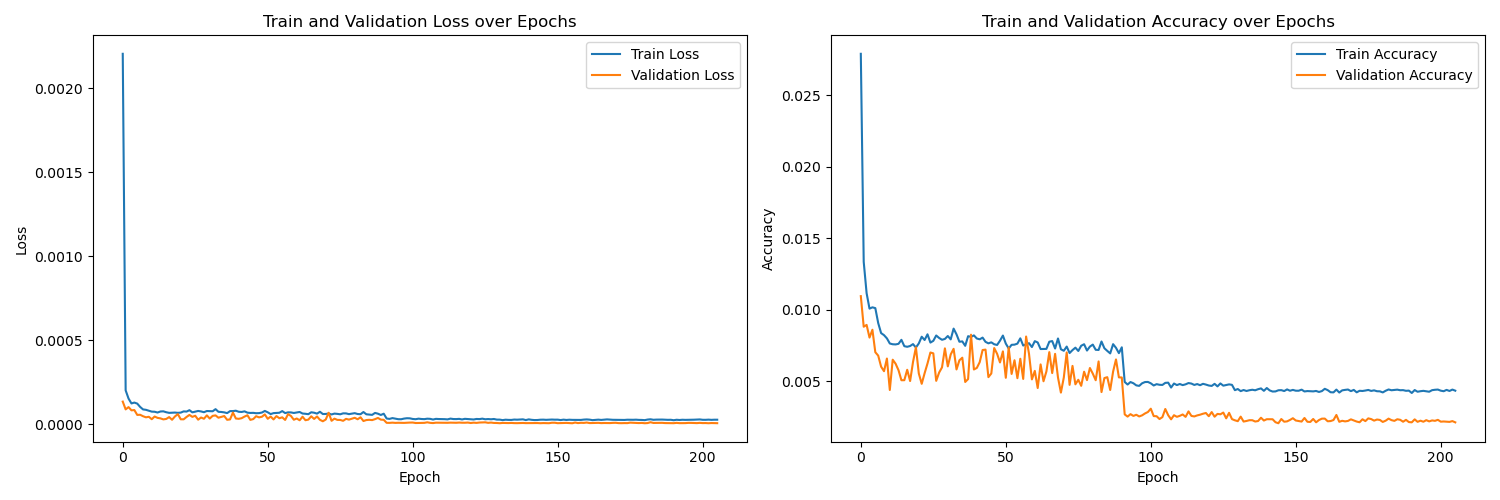 Train and Validation Loss over Epochs
Train Loss
Validation Loss
0.0020
0.0015
0.0010
0.0005
0.0000
Loss
0
50
100
150
200
Epoch
Train and Validation Accuracy over Epochs
Train Accuracy
Validation Accuracy
0.025
0.020
0.015
0.010
0.005
Accuracy
0
50
100
150
200
Epoch